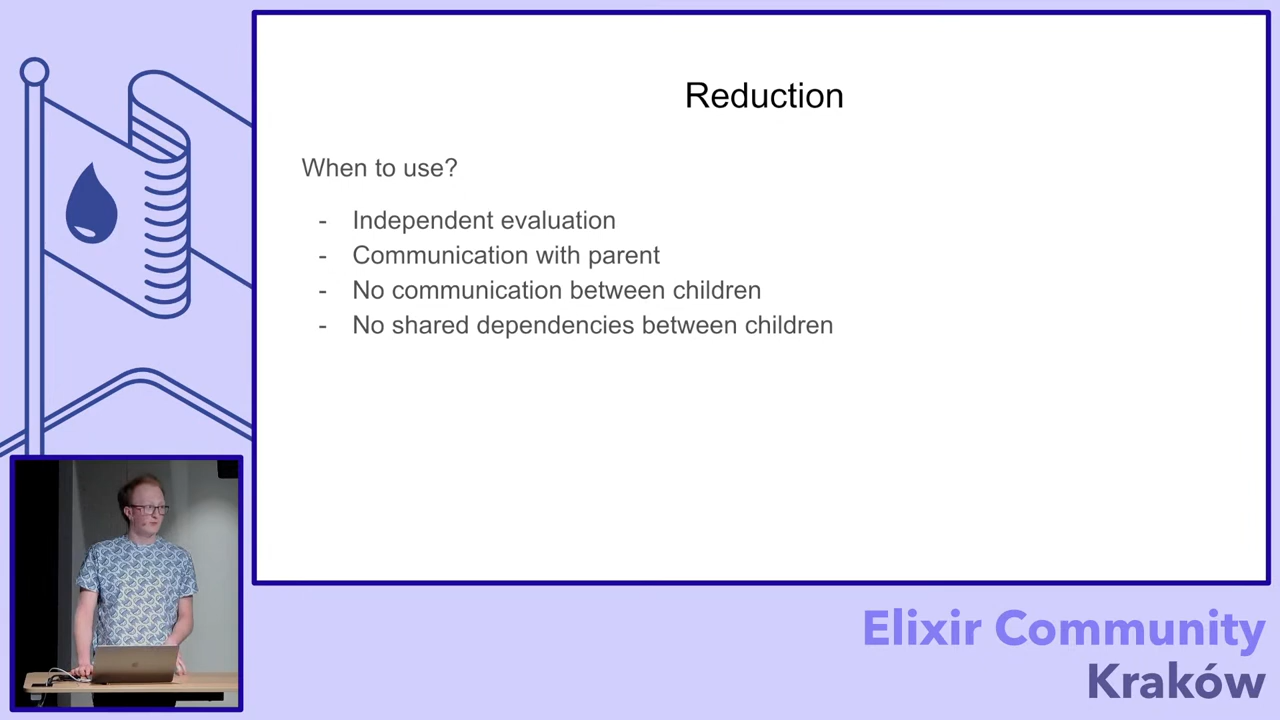 Reduction
When to use?
- Independent evaluation
- Communication with parent
- No communication between children
- No shared dependencies between children
Elixir Community
Kraków